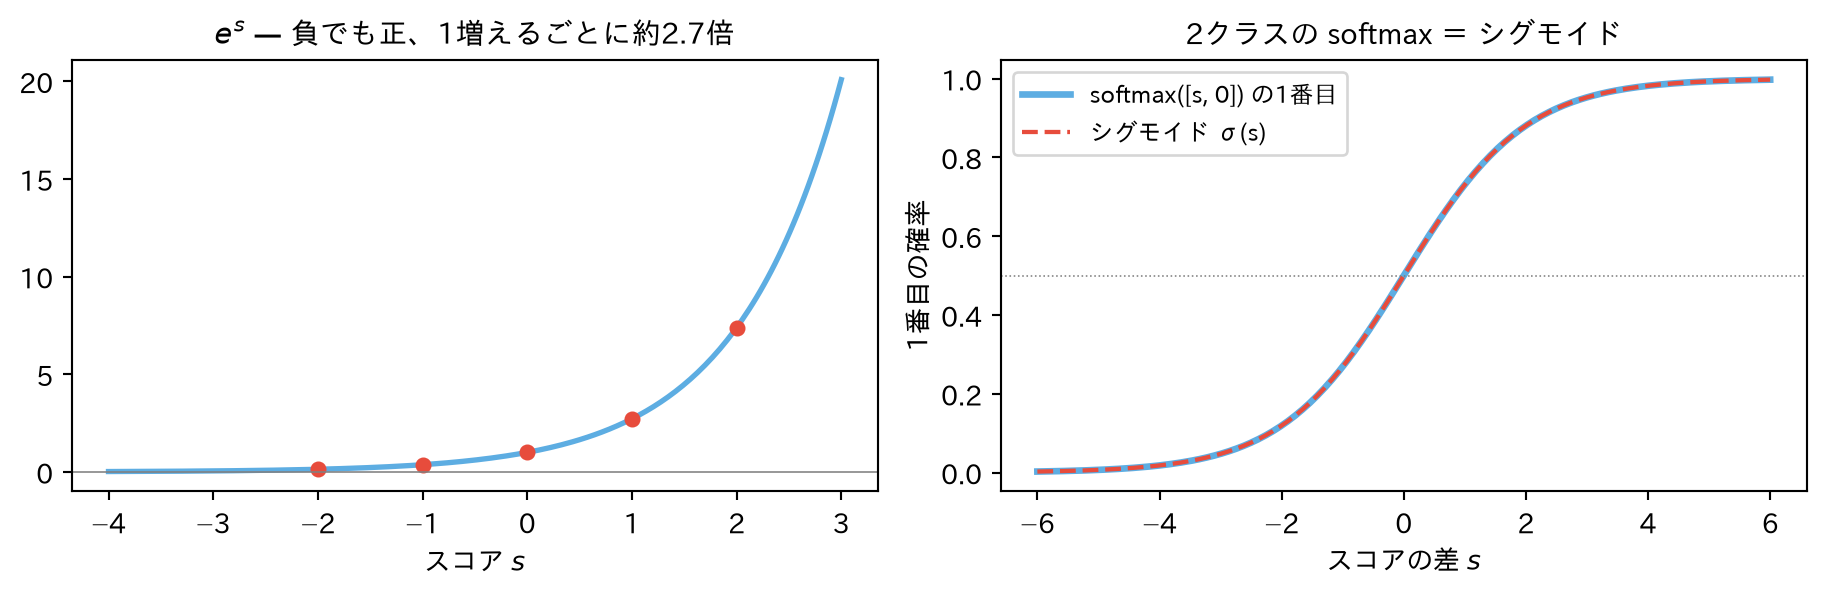 e^s — 負でも正、1増えるごとに約2.7倍
20
15
10
5
0
−4 −3 −2 −1 0 1 2 3
スコア s
2クラスの softmax = シグモイド
softmax([s, 0]) の1番目
シグモイド σ(s)
1番目の確率
1.0
0.8
0.6
0.4
0.2
0.0
−6 −4 −2 0 2 4 6
スコアの差 s